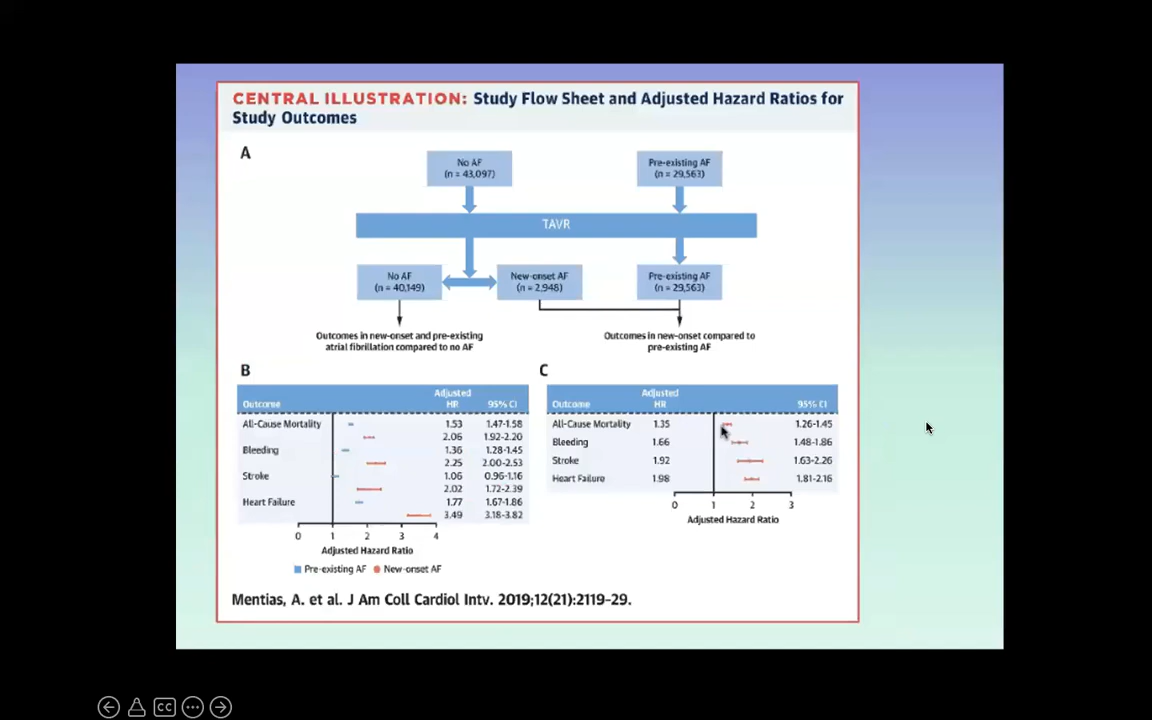 CENTRAL ILLUSTRATION: Study Flow Sheet and Adjusted Hazard Ratios for
Study Outcomes
A
No AF
(n = 43,097)
Pre-existing AF
(n = 29,563)
TAVR
No AF
(n = 40,149)
New-onset AF
(n = 2,948)
Pre-existing AF
(n = 29,563)
Outcomes in new-onset and pre-existing
atrial fibrillation compared to no AF
Outcomes in new-onset compared to
pre-existing AF
B
Outcome Adjusted HR 95% CI
All-Cause Mortality 1.53 1.47-1.58
2.06 1.92-2.20
Bleeding 1.36 1.28-1.45
2.25 2.00-2.53
Stroke 1.06 0.96-1.16
2.02 1.72-2.39
Heart Failure 1.77 1.67-1.86
3.49 3.18-3.82
0 1 2 3 4
Adjusted Hazard Ratio
Pre-existing AF New-onset AF
C
Outcome Adjusted HR 95% CI
All-Cause Mortality 1.35 1.26-1.45
Bleeding 1.66 1.48-1.86
Stroke 1.92 1.63-2.26
Heart Failure 1.98 1.81-2.16
0 1 2 3
Adjusted Hazard Ratio
Mentias, A. et al. J Am Coll Cardiol Intv. 2019;12(21):2119-29.
CC